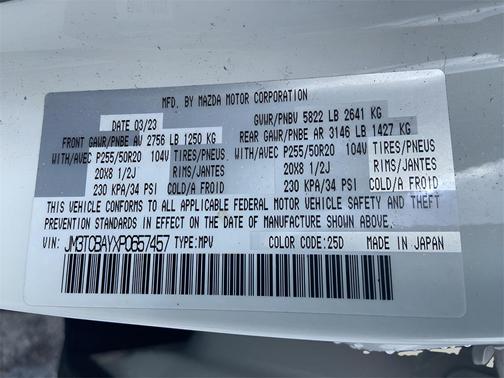 MFD. BY MAZDA MOTOR CORPORATION
DATE 03/23 GVWR/PNBV 5822 LB 2641 KG
FRONT GAWR/PNBE AV 2756 LB 1250 KG REAR GAWR/PNBE AR 3146 LB 1427 KG
WITH/AVEC P255/50R20 104V TIRES/PNEUS WITH/AVEC P255/50R20 104V TIRES/PNEUS
20X8 1/2J RIMS/JANTES 20X8 1/2J RIMS/JANTES
230 KPA/34 PSI COLD/A FROID 230 KPA/34 PSI COLD/A FROID
THIS VEHICLE CONFORMS TO ALL APPLICABLE FEDERAL MOTOR VEHICLE SAFETY AND THEFT
PREVENTION STANDARDS IN EFFECT ON THE DATE OF MANUFACTURE SHOWN ABOVE.
VIN: JM3TCBAYXP0657457 TYPE:MPV COLOR CODE:25D MADE IN JAPAN